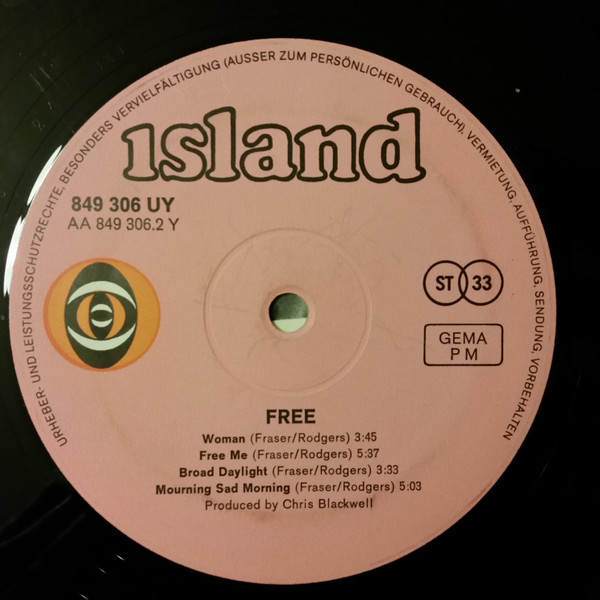 URHEBER- UND LEISTUNGSSCHUTZRECHTE, BESONDERS VERVIELFÄLTIGUNG (AUSSER ZUM PERSÖNLICHEN GEBRAUCH), VERMIETUNG, AUFFÜHRUNG, SENDUNG, VORBEHALTEN
ısland
849 306 UY
AA 849 306.2 Y
ST 33
GEMA
P M
FREE
Woman (Fraser/Rodgers) 3:45
Free Me (Fraser/Rodgers) 5:37
Broad Daylight (Fraser/Rodgers) 3:33
Mourning Sad Morning (Fraser/Rodgers) 5:03
Produced by Chris Blackwell